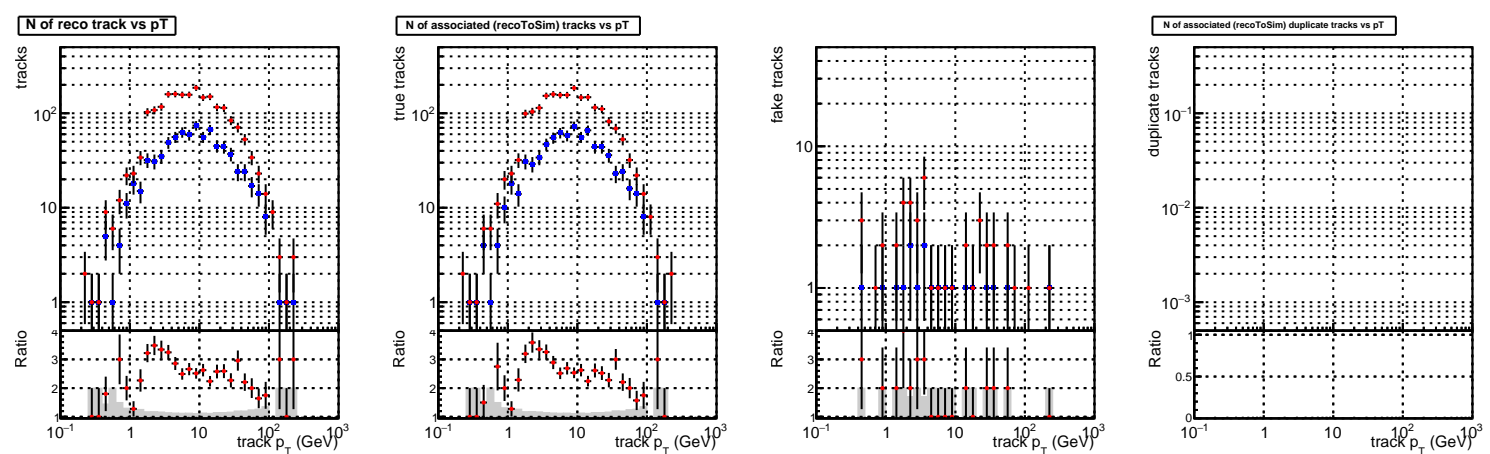 N of reco track vs pT
tracks
10²
10
1
Ratio
4
3
2
1
10⁻¹ 1 10 10² 10³
track p_T (GeV)
N of associated (recoToSim) tracks vs pT
true tracks
10²
10
1
Ratio
4
3
2
1
10⁻¹ 1 10 10² 10³
track p_T (GeV)
fake tracks
10
1
Ratio
4
3
2
1
10⁻¹ 1 10 10² 10³
track p_T (GeV)
N of associated (recoToSim) duplicate tracks vs pT
duplicate tracks
10⁻¹
10⁻²
10⁻³
Ratio
1
0.5
0
10⁻¹ 1 10 10² 10³
track p_T (GeV)